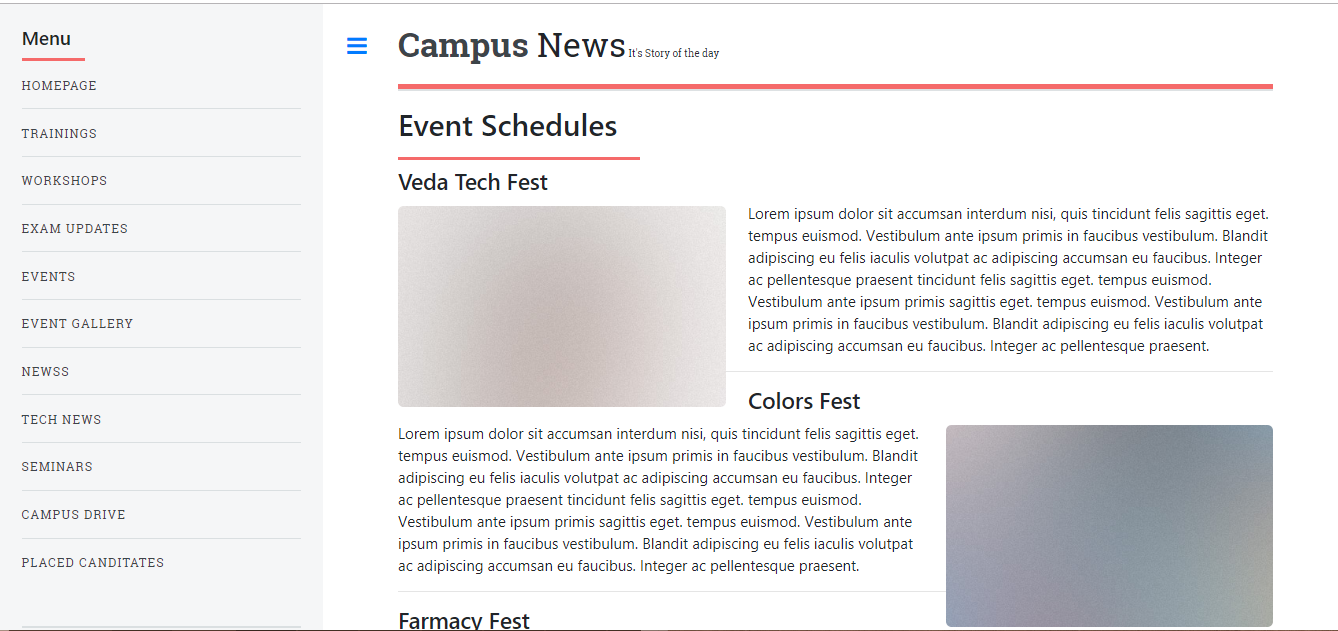 Menu
HOMEPAGE
TRAININGS
WORKSHOPS
EXAM UPDATES
EVENTS
EVENT GALLERY
NEWSS
TECH NEWS
SEMINARS
CAMPUS DRIVE
PLACED CANDITATES
Campus News It's Story of the day
Event Schedules
Veda Tech Fest
Lorem ipsum dolor sit accumsan interdum nisi, quis tincidunt felis sagittis eget.
tempus euismod. Vestibulum ante ipsum primis in faucibus vestibulum. Blandit
adipiscing eu felis iaculis volutpat ac adipiscing accumsan eu faucibus. Integer
ac pellentesque praesent tincidunt felis sagittis eget. tempus euismod.
Vestibulum ante ipsum primis sagittis eget. tempus euismod. Vestibulum ante
ipsum primis in faucibus vestibulum. Blandit adipiscing eu felis iaculis volutpat
ac adipiscing accumsan eu faucibus. Integer ac pellentesque praesent.
Colors Fest
Lorem ipsum dolor sit accumsan interdum nisi, quis tincidunt felis sagittis eget.
tempus euismod. Vestibulum ante ipsum primis in faucibus vestibulum. Blandit
adipiscing eu felis iaculis volutpat ac adipiscing accumsan eu faucibus. Integer
ac pellentesque praesent tincidunt felis sagittis eget. tempus euismod.
Vestibulum ante ipsum primis sagittis eget. tempus euismod. Vestibulum ante
ipsum primis in faucibus vestibulum. Blandit adipiscing eu felis iaculis volutpat
ac adipiscing accumsan eu faucibus. Integer ac pellentesque praesent.
Farmacy Fest